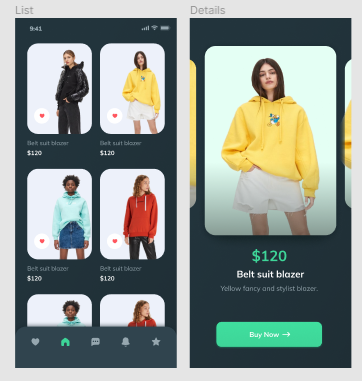 List
Details
9:41
Belt suit blazer
$120
Belt suit blazer
$120
Belt suit blazer
$120
Belt suit blazer
$120
$120
Belt suit blazer
Yellow fancy and stylist blazer.
Buy Now